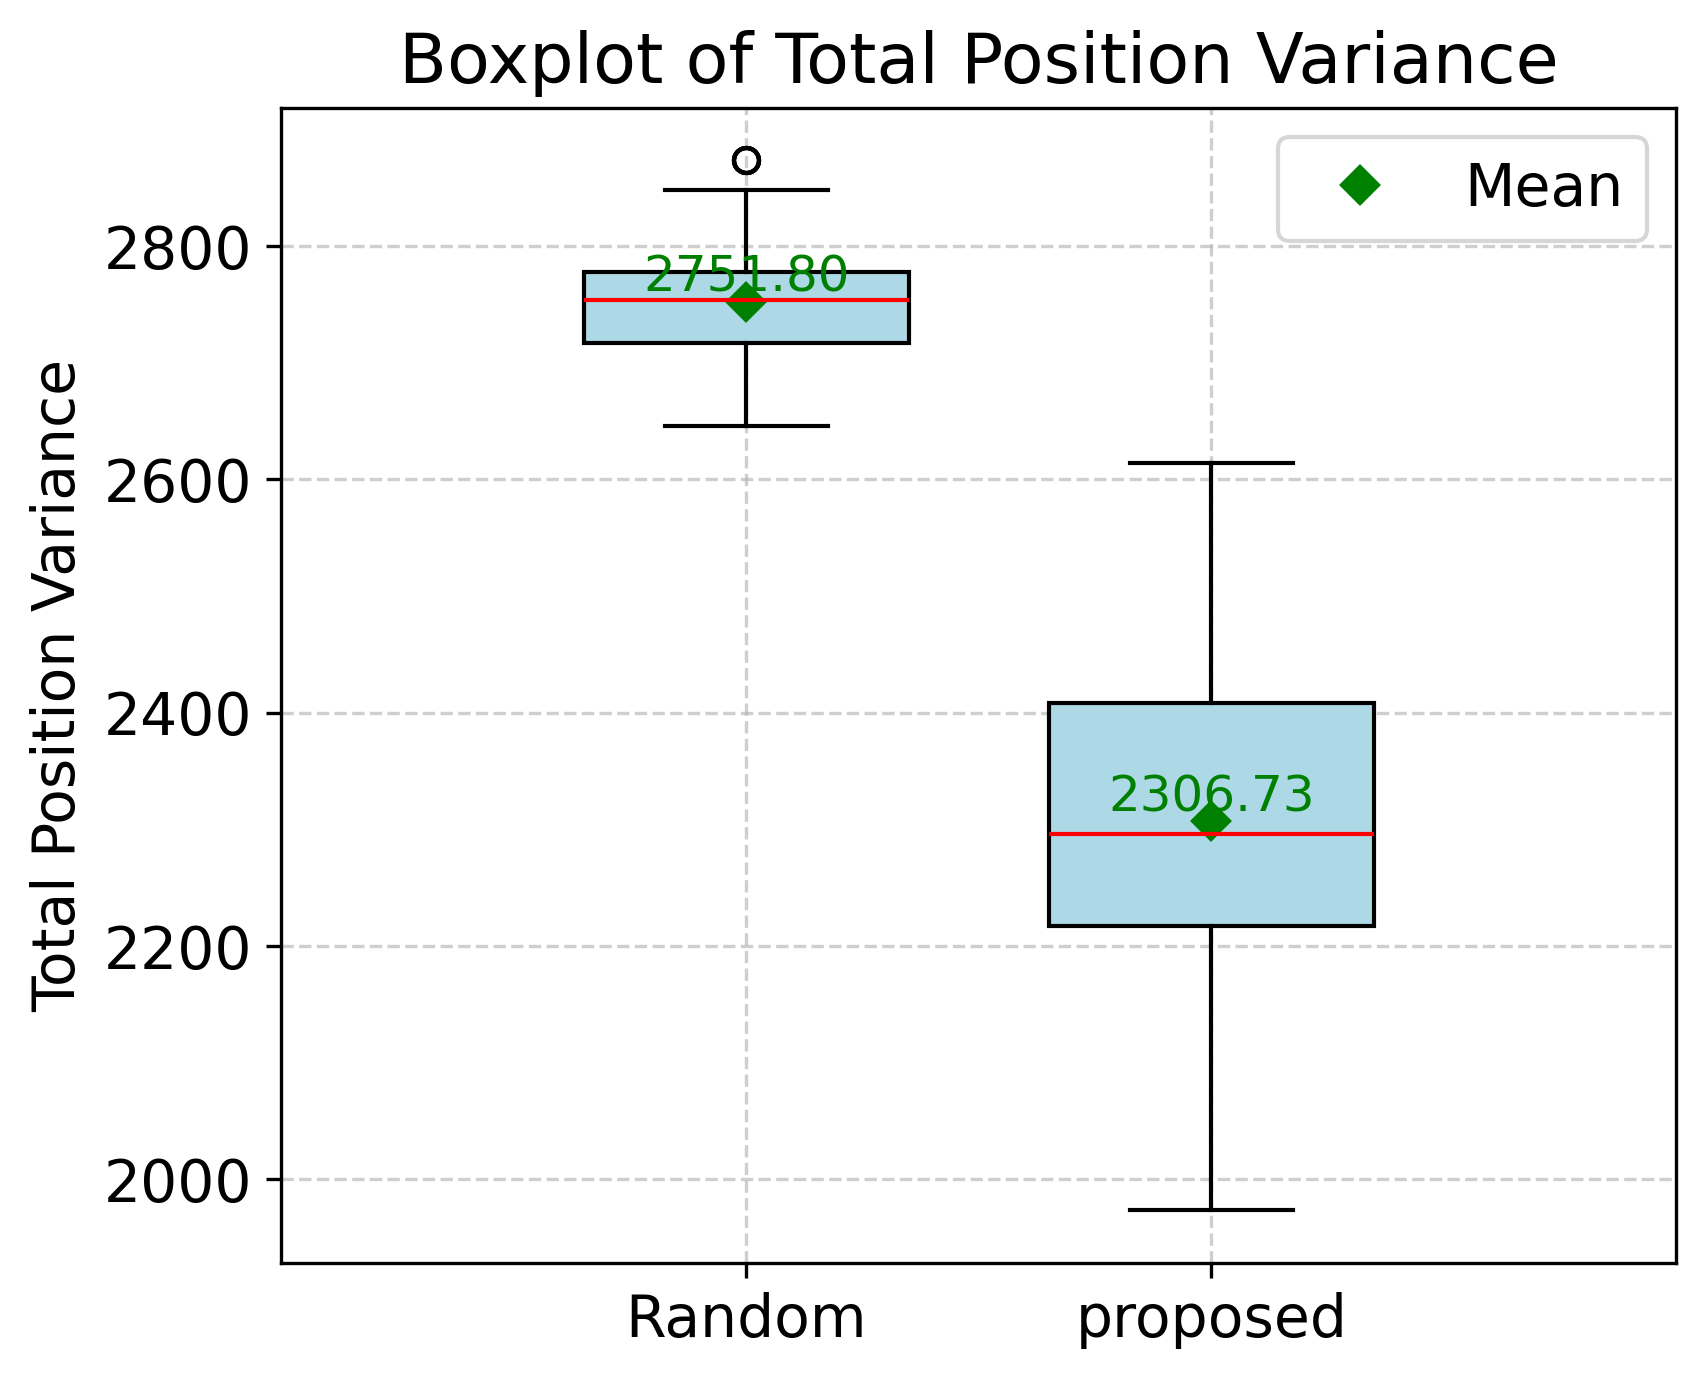 Boxplot of Total Position Variance
Mean
2800
2751.80
2600
2400
2306.73
2200
2000
Total Position Variance
Random
proposed